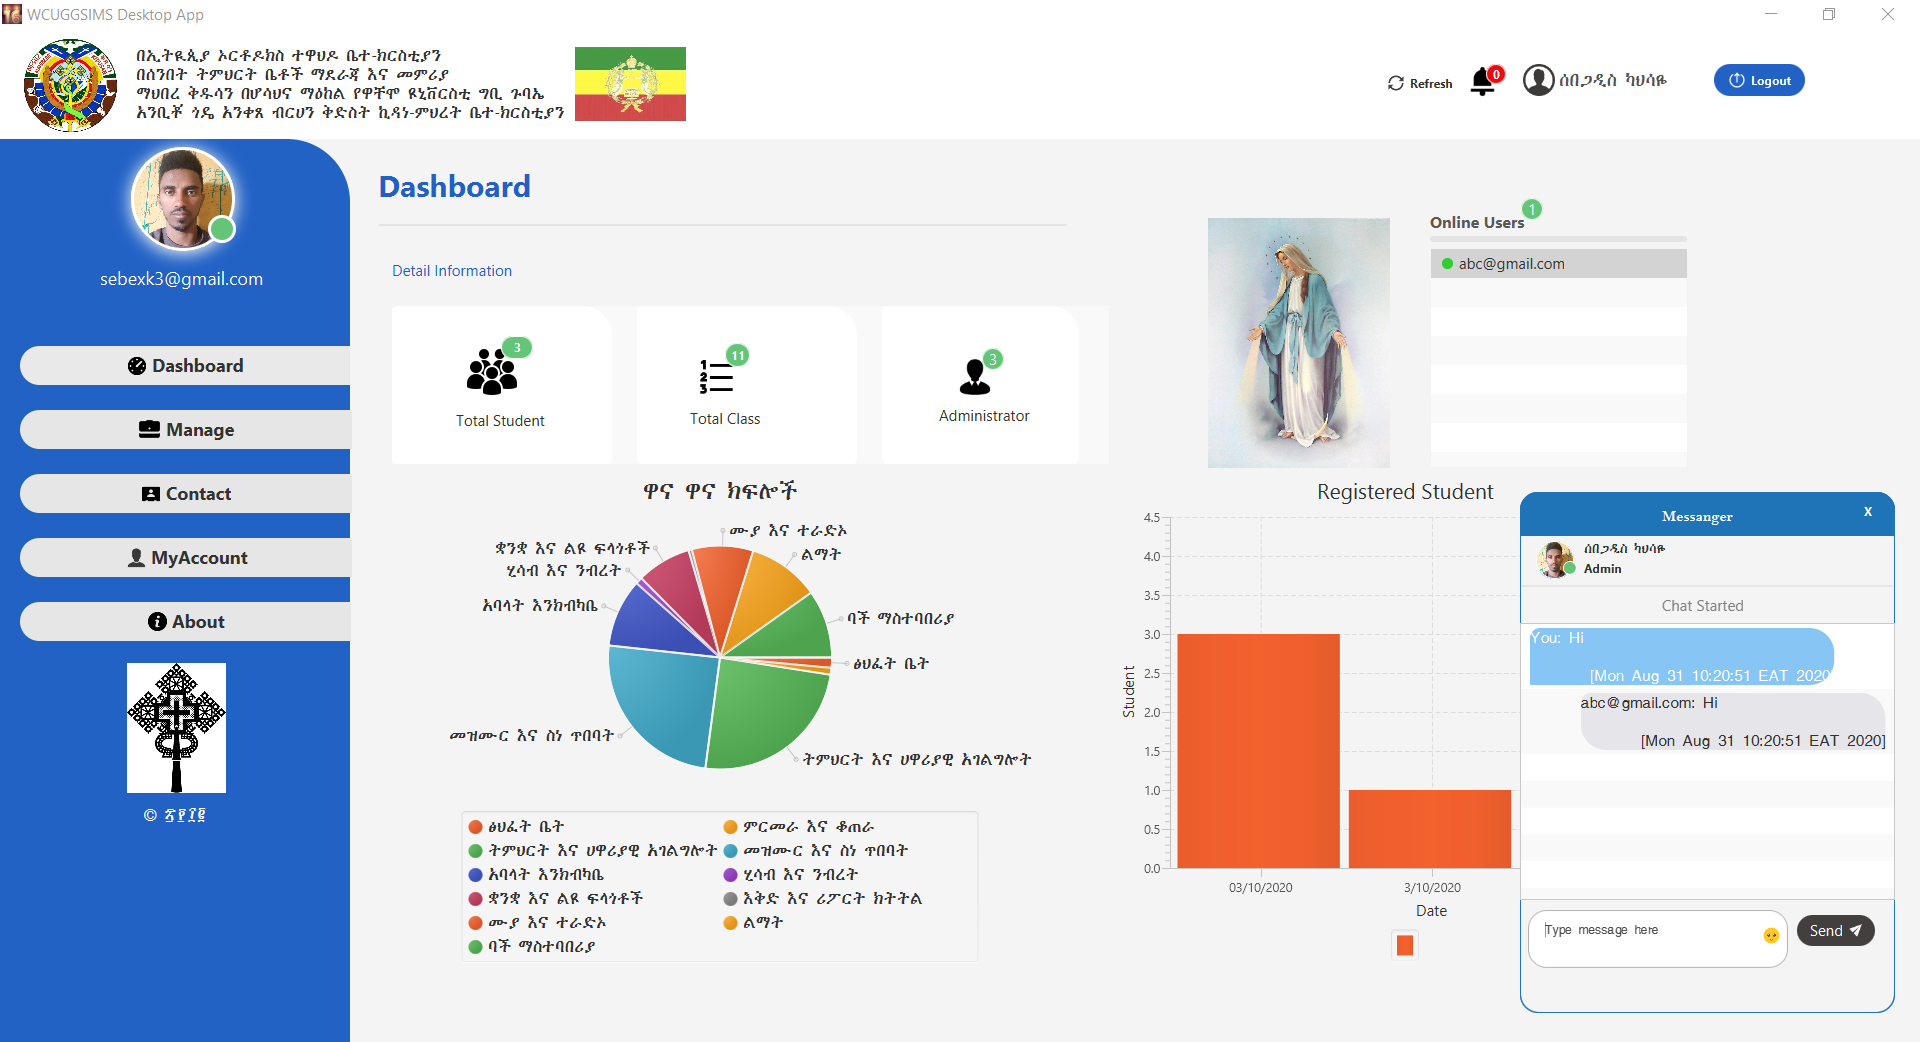 WCUGGSIMS Desktop App
በኢትዪጲያ ኦርቶዶክስ ተዋህዶ ቤተ-ክርስቲያን
በሰንበት ትምህርት ቤቶች ማደራጃ እና መምሪያ
ማህበረ ቅዱሳን በሆሳህና ማዕከል የዋቸሞ ዩኒቨርስቲ ግቢ ጉባኤ
አንቢቾ ጎዴ አንቀጸ ብርሀን ቅድስት ኪዳነ-ምህረት ቤተ-ክርስቲያን
Refresh
0
ሰበጋዲስ ካህሳዬ
Logout
sebexk3@gmail.com
Dashboard
Manage
Contact
MyAccount
About
© ፳፻፲፪
Dashboard
Detail Information
3
Total Student
11
Total Class
3
Administrator
Online Users
1
abc@gmail.com
ዋና ዋና ክፍሎች
ሙያ እና ተራድኦ
ልማት
ቋንቋ እና ልዩ ፍላጎቶች
ሂሳብ እና ንብረት
አባላት እንክብካቤ
ባች ማስተባበሪያ
ፅህፈት ቤት
መዝሙር እና ስነ ጥበባት
ትምህርት እና ሀዋሪያዊ አገልግሎት
ፅህፈት ቤት
ምርመራ እና ቆጠራ
ትምህርት እና ሀዋሪያዊ አገልግሎት
መዝሙር እና ስነ ጥበባት
አባላት እንክብካቤ
ሂሳብ እና ንብረት
ቋንቋ እና ልዩ ፍላጎቶች
እቅድ እና ሪፖርት ክትትል
ሙያ እና ተራድኦ
ልማት
ባች ማስተባበሪያ
Registered Student
4.5
4.0
3.5
3.0
2.5
2.0
1.5
1.0
0.5
0.0
Student
03/10/2020
3/10/2020
Date
Messanger
X
ሰበጋዲስ ካህሳዬ
Admin
Chat Started
You: Hi
[Mon Aug 31 10:20:51 EAT 2020
abc@gmail.com: Hi
[Mon Aug 31 10:20:51 EAT 2020]
Type message here
Send